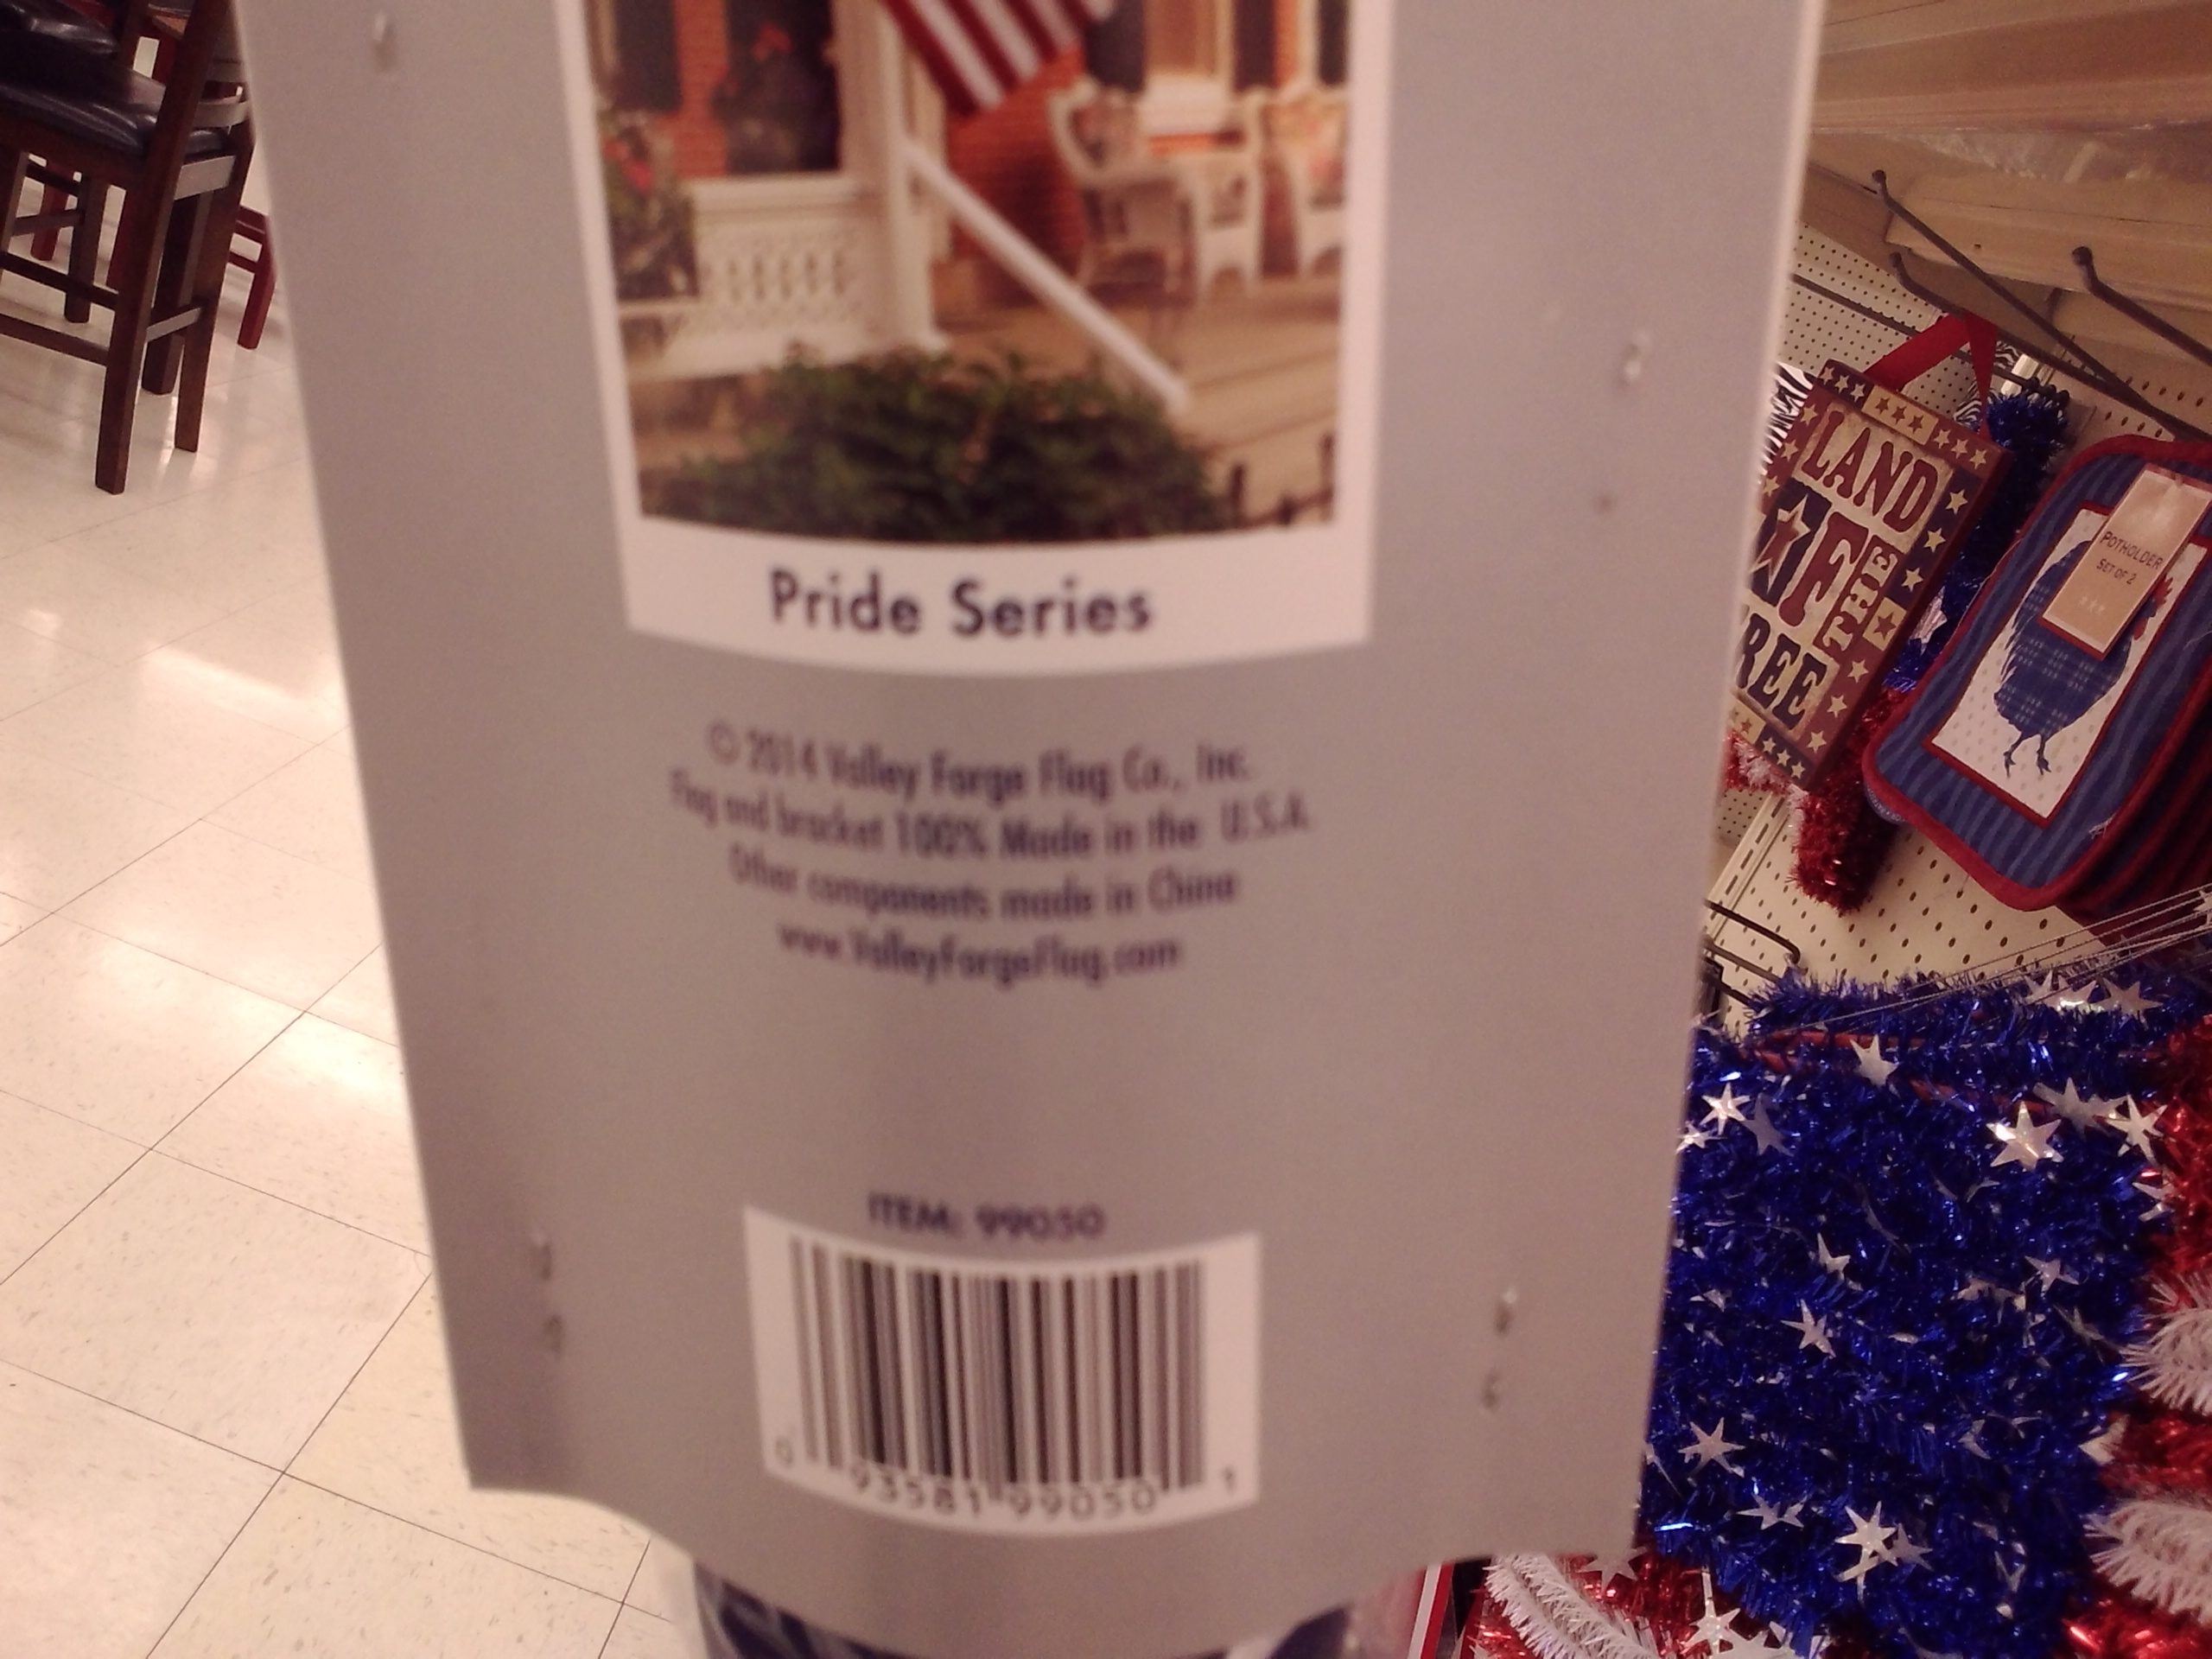 Pride Series
© 2014 Valley Forge Flag Co., Inc.
Flag and bracket 100% Made in the U.S.A.
Other components made in China
www.ValleyForgeFlag.com
ITEM: 99050
0 93581 99050 1
LAND
OF THE
FREE
POTHOLDER
SET OF 2